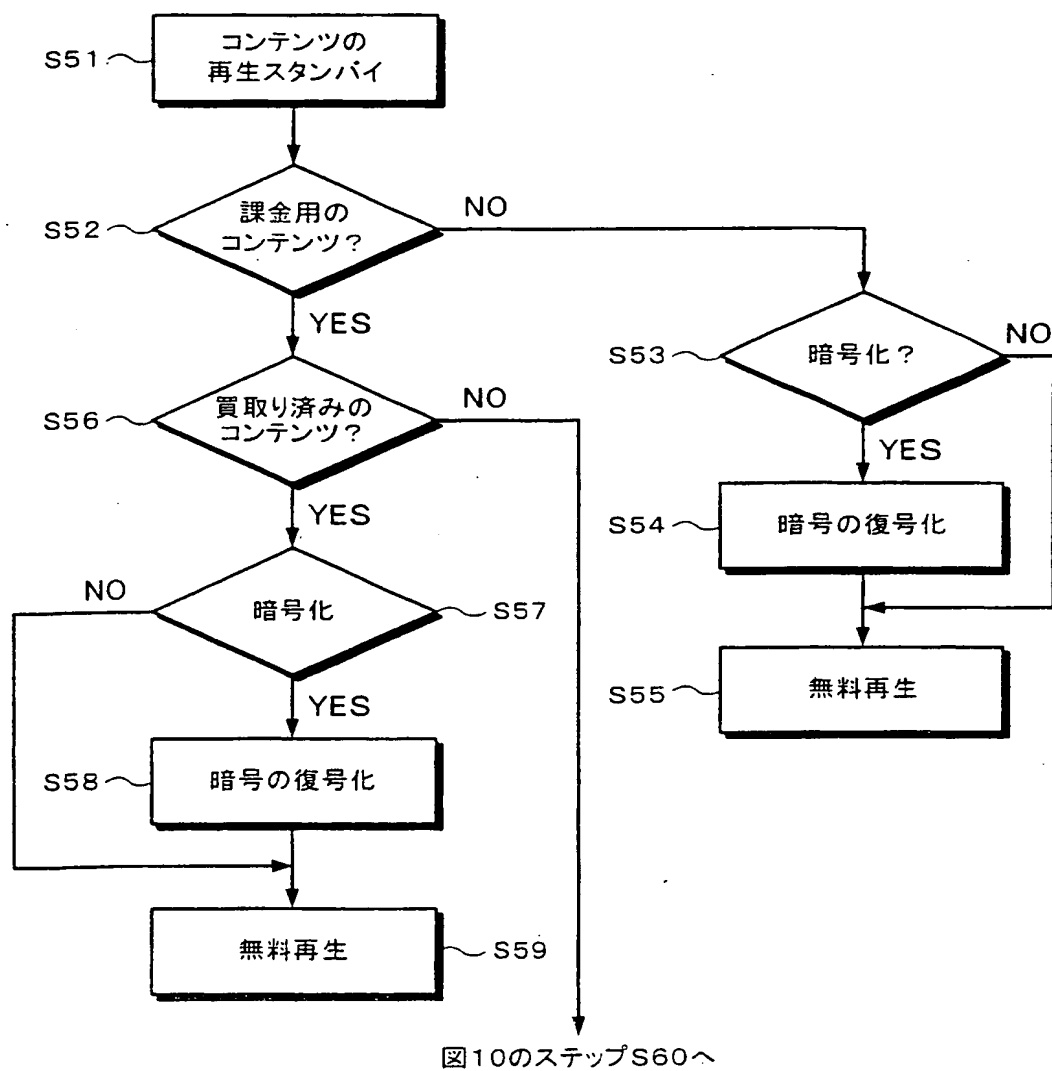 S51
コンテンツの
再生スタンバイ
S52
課金用の
コンテンツ？
NO
YES
S53
暗号化？
NO
YES
S54
暗号の復号化
S55
無料再生
S56
買取り済みの
コンテンツ？
NO
YES
NO
暗号化
S57
YES
S58
暗号の復号化
無料再生
S59
図10のステップS60へ